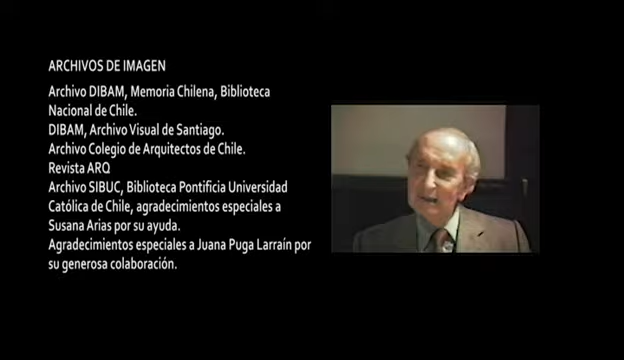 ARCHIVOS DE IMAGEN
Archivo DIBAM, Memoria Chilena, Biblioteca
Nacional de Chile.
DIBAM, Archivo Visual de Santiago.
Archivo Colegio de Arquitectos de Chile.
Revista ARQ
Archivo SIBUC, Biblioteca Pontificia Universidad
Católica de Chile, agradecimientos especiales a
Susana Arias por su ayuda.
Agradecimientos especiales a Juana Puga Larraín por
su generosa colaboración.